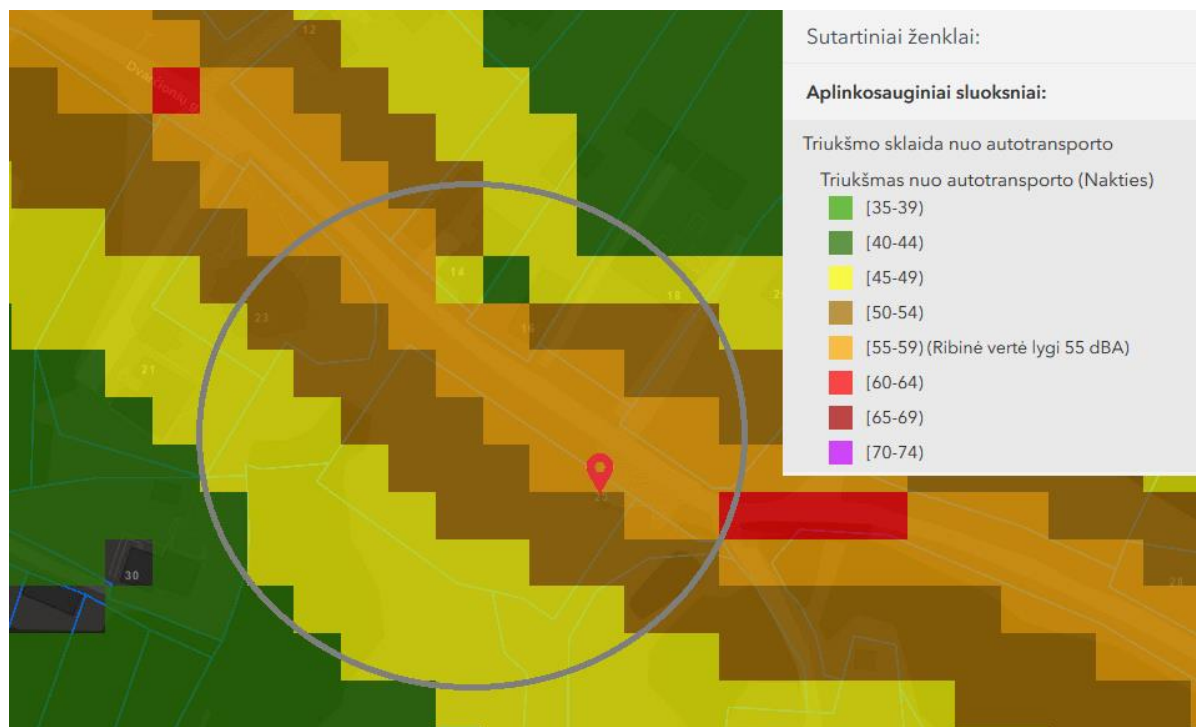 12
Dvarčionių g.
14
18
23
16
21
30
28
Sutartiniai ženklai:
Aplinkosauginiai sluoksniai:
Triukšmo sklaida nuo autotransporto
Triukšmas nuo autotransporto (Nakties)
[35-39)
[40-44)
[45-49)
[50-54)
[55-59) (Ribinė vertė lygi 55 dBA)
[60-64)
[65-69)
[70-74)